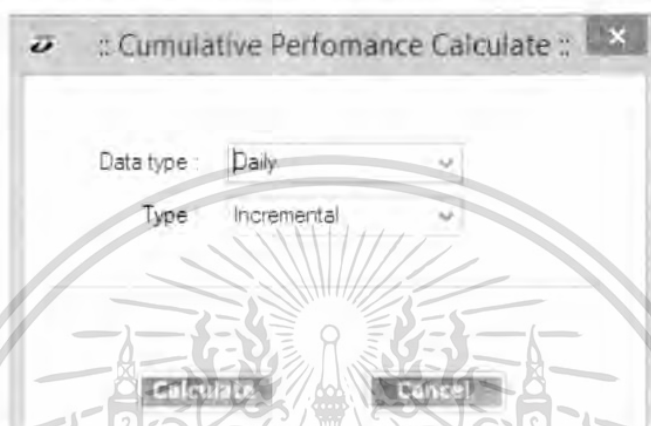 :: Cumulative Perfomance Calculate ::
Data type : Daily
Type : Incremental
Calculate Cancel